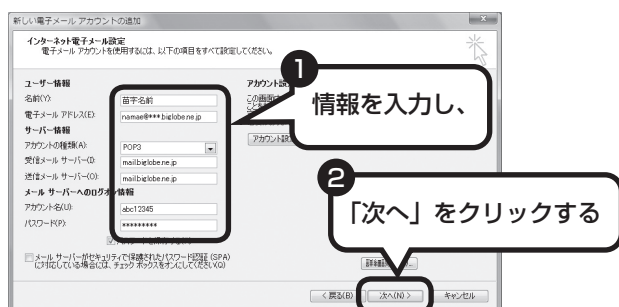 新しい電子メール アカウントの追加
インターネット電子メール設定
電子メール アカウントを使用するには、以下の項目をすべて設定してください。
ユーザー情報
名前(Y):
苗字名前
電子メール アドレス(E):
namae@***.biglobe.ne.jp
サーバー情報
アカウントの種類(A):
POP3
受信メール サーバー(I):
mail.biglobe.ne.jp
送信メール サーバー(O):
mail.biglobe.ne.jp
メール サーバーへのログオン情報
アカウント名(U):
abc12345
パスワード(P):
*********
メール サーバーがセキュリティで保護されたパスワード認証 (SPA)
に対応している場合には、チェック ボックスをオンにしてください(Q)
アカウント設
この画面
アカウント設
❶
情報を入力し、
❷
「次へ」をクリックする
< 戻る(B)
次へ(N) >
キャンセル